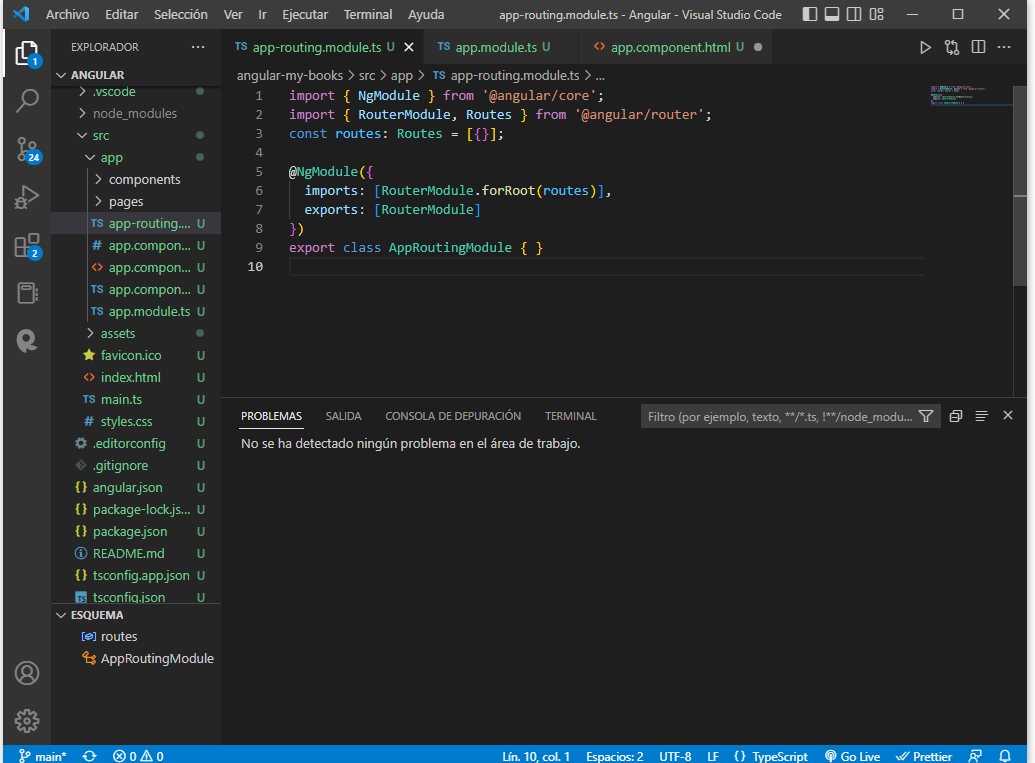 Archivo Editar Selección Ver Ir Ejecutar Terminal Ayuda app-routing.module.ts - Angular - Visual Studio Code
EXPLORADOR ···
ANGULAR
.vscode
node_modules
src
app
components
pages
TS app-routing.... U
# app.compon... U
<> app.compon... U
TS app.compon... U
TS app.module.ts U
assets
favicon.ico U
<> index.html U
TS main.ts U
# styles.css U
.editorconfig U
.gitignore U
{} angular.json U
{} package-lock.js... U
{} package.json U
README.md U
{} tsconfig.app.json U
TS tsconfig.json U
ESQUEMA
routes
AppRoutingModule
1
24
2
TS app-routing.module.ts U TS app.module.ts U <> app.component.html U
angular-my-books > src > app > TS app-routing.module.ts > ...
1 import { NgModule } from '@angular/core';
2 import { RouterModule, Routes } from '@angular/router';
3 const routes: Routes = [{}];
4
5 @NgModule({
6 imports: [RouterModule.forRoot(routes)],
7 exports: [RouterModule]
8 })
9 export class AppRoutingModule { }
10
PROBLEMAS SALIDA CONSOLA DE DEPURACIÓN TERMINAL Filtro (por ejemplo, texto, **/*.ts, !**/node_modu...
No se ha detectado ningún problema en el área de trabajo.
main* 0 0 Lín. 10, col. 1 Espacios: 2 UTF-8 LF {} TypeScript Go Live Prettier